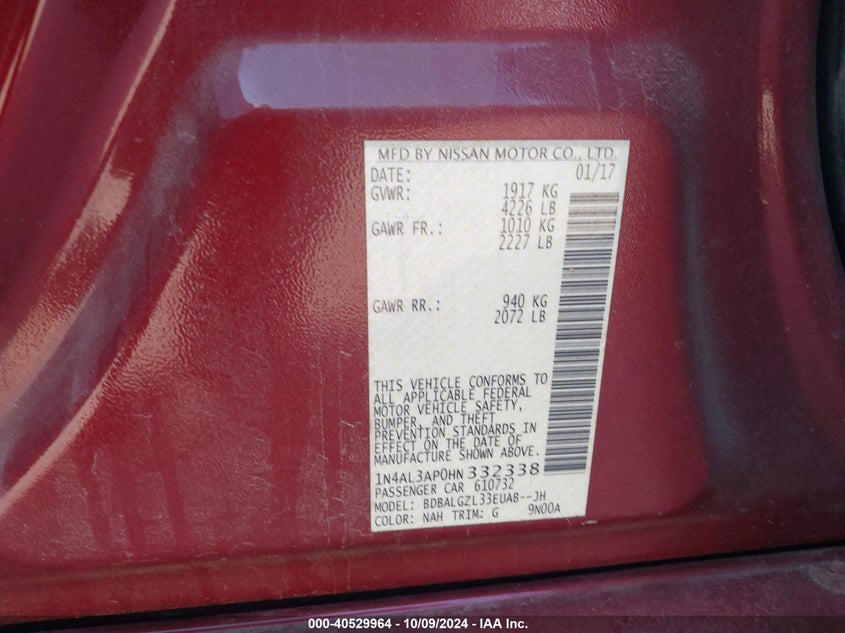 MFD BY NISSAN MOTOR CO., LTD.
DATE: 01/17
GVWR: 1917 KG
4226 LB
GAWR FR.: 1010 KG
2227 LB
GAWR RR.: 940 KG
2072 LB
THIS VEHICLE CONFORMS TO
ALL APPLICABLE FEDERAL
MOTOR VEHICLE SAFETY,
BUMPER, AND THEFT
PREVENTION STANDARDS IN
EFFECT ON THE DATE OF
MANUFACTURE SHOWN ABOVE.
1N4AL3AP0HN332338
PASSENGER CAR 610732
MODEL: BDBALGZL33EUAB--JH
COLOR: NAH TRIM: G 9N00A
000-40529964 - 10/09/2024 - IAA Inc.